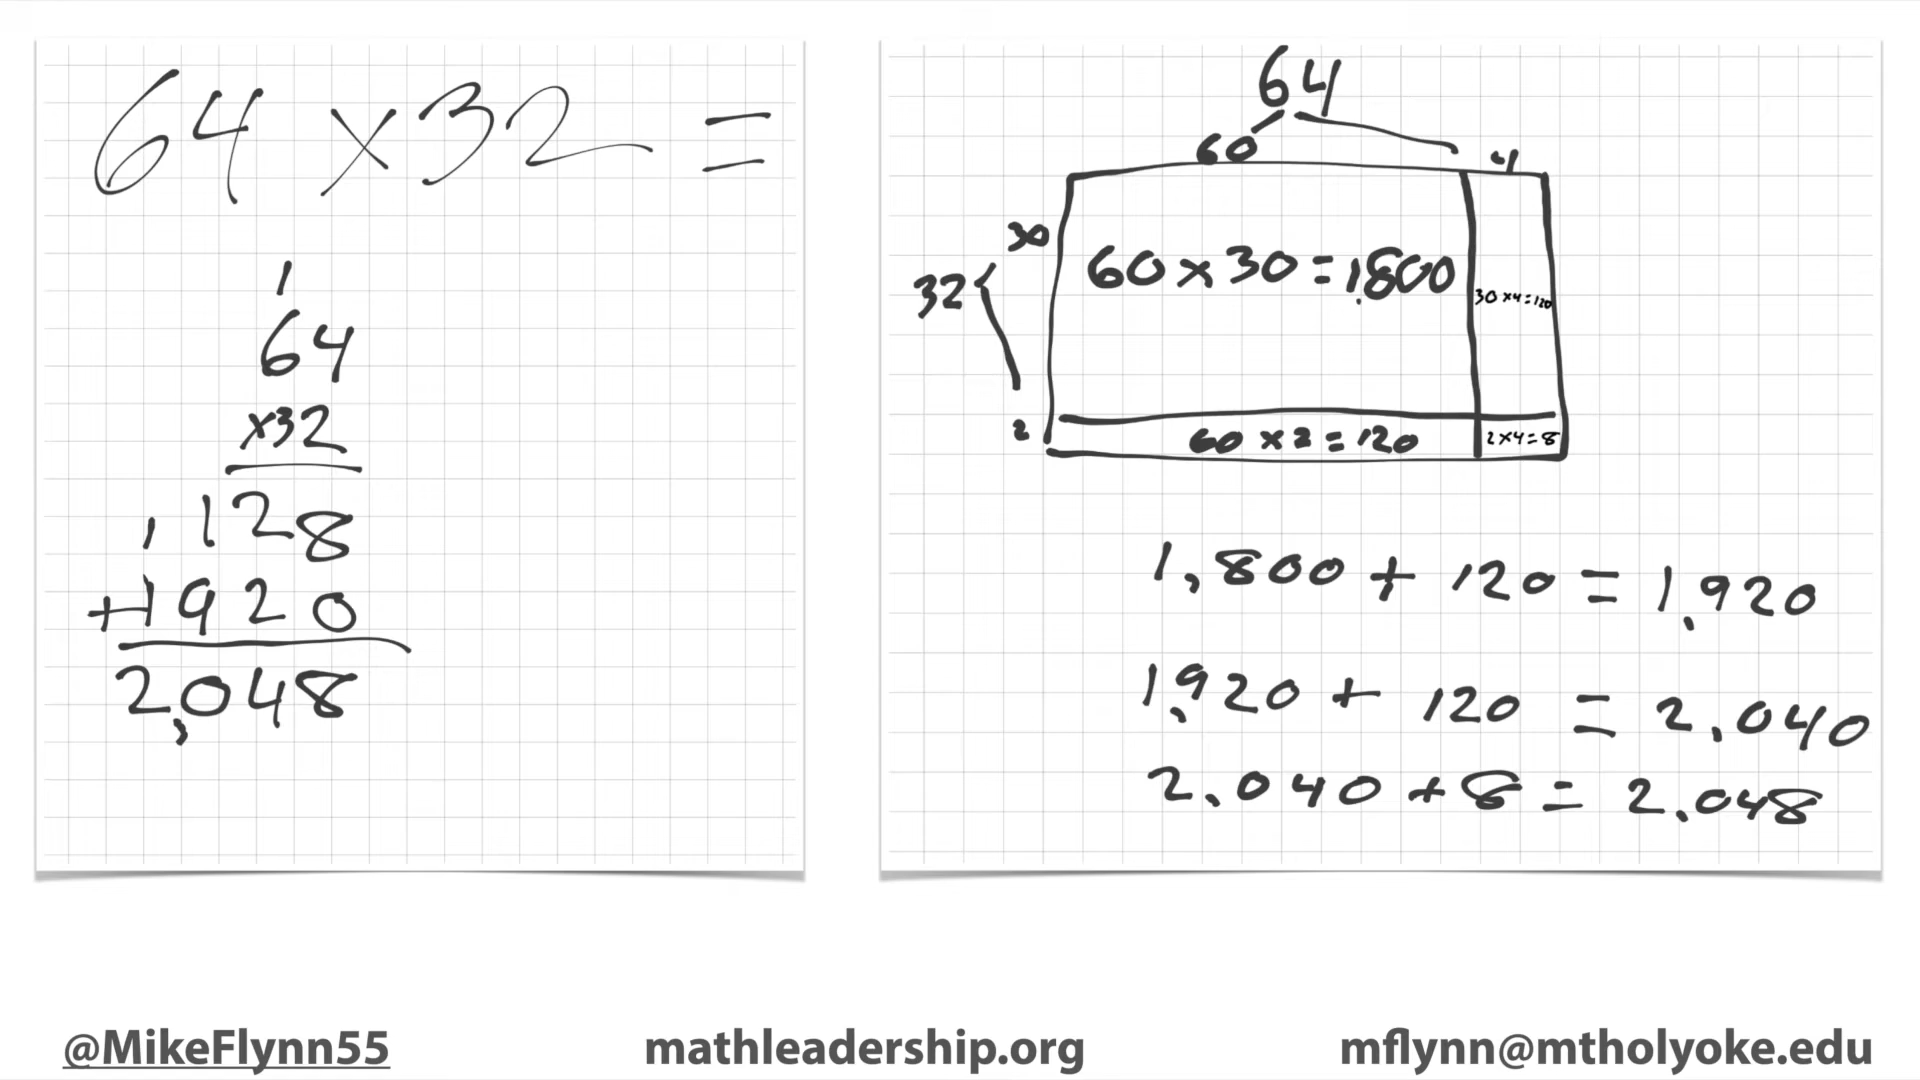 64 x 32 =
1
64
x32
1 128
+1920
2,048
64
60 4
30
32
60 x 30 = 1,800
30 x 4 = 120
2
60 x 2 = 120
2 x 4 = 8
1,800 + 120 = 1,920
1,920 + 120 = 2,040
2,040 + 8 = 2,048
@MikeFlynn55
mathleadership.org
mflynn@mtholyoke.edu